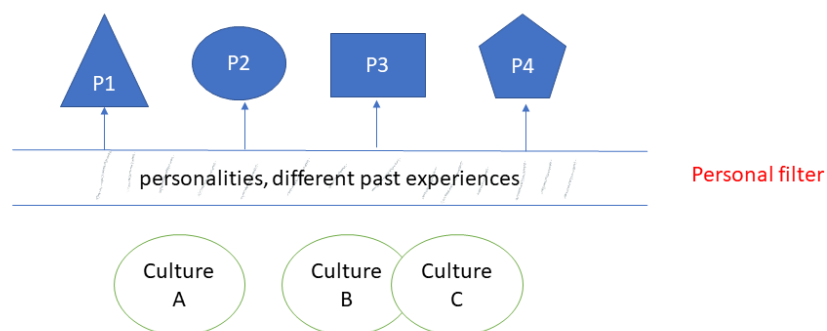 P1
P2
P3
P4
personalities, different past experiences
Personal filter
Culture
A
Culture
B
Culture
C